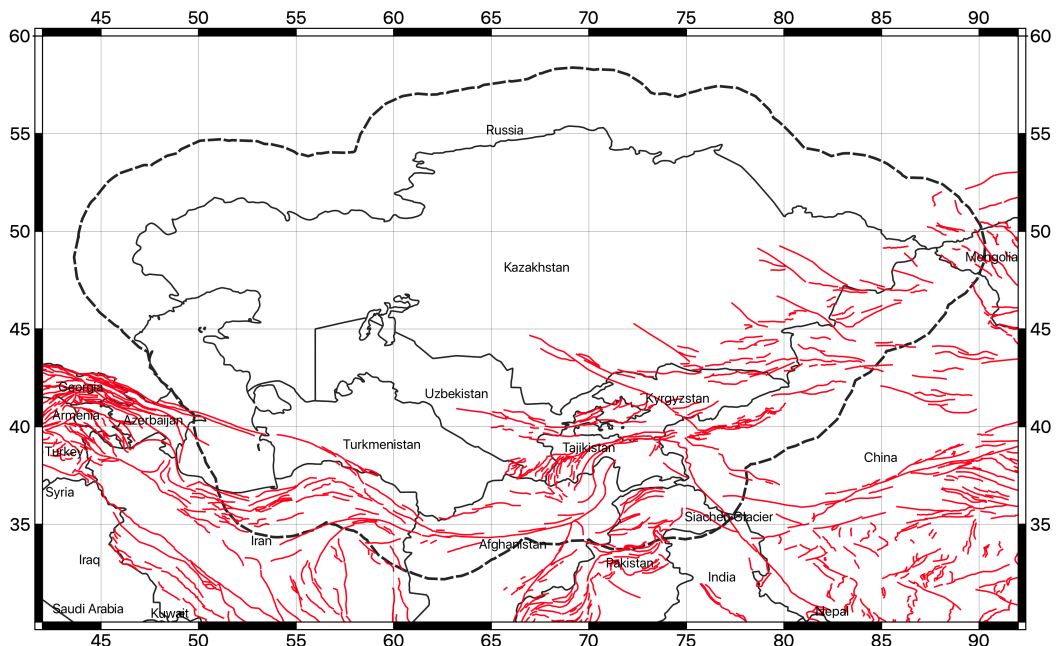 45 50 55 60 65 70 75 80 85 90
60 60
55 Russia 55
50 50
Mongolia
Kazakhstan
45 45
Georgia
Uzbekistan Kyrgyzstan
Armenia Azerbaijan
40 40
Turkey Turkmenistan Tajikistan
China
Syria
Siachen Glacier
35 35
Iran Afghanistan
Iraq Pakistan
India
Saudi Arabia Kuwait Nepal
45 50 55 60 65 70 75 80 85 90